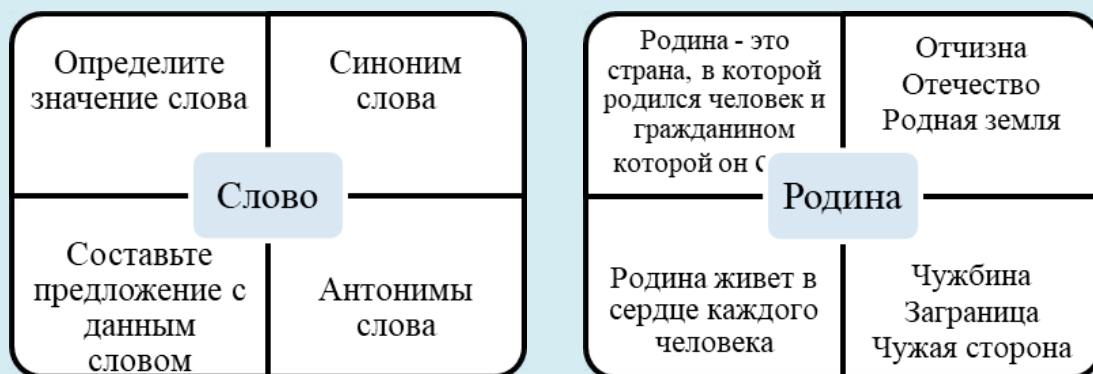 Определите
значение слова
Синоним
слова
Слово
Составьте
предложение с
данным
словом
Антонимы
слова
Родина - это
страна, в которой
родился человек и
гражданином
которой он
Отчизна
Отечество
Родная земля
Родина
Родина живет в
сердце каждого
человека
Чужбина
Заграница
Чужая сторона